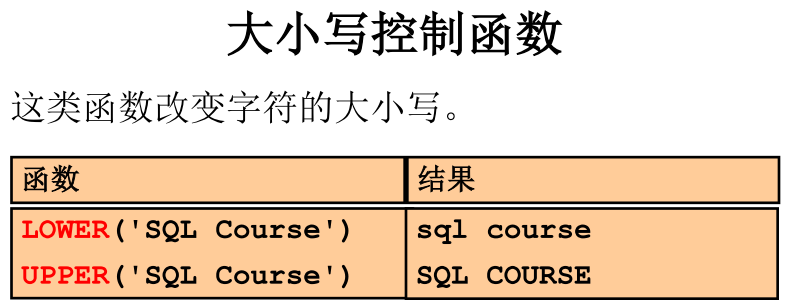 大小写控制函数
这类函数改变字符的大小写。
函数 结果
LOWER('SQL Course') sql course
UPPER('SQL Course') SQL COURSE